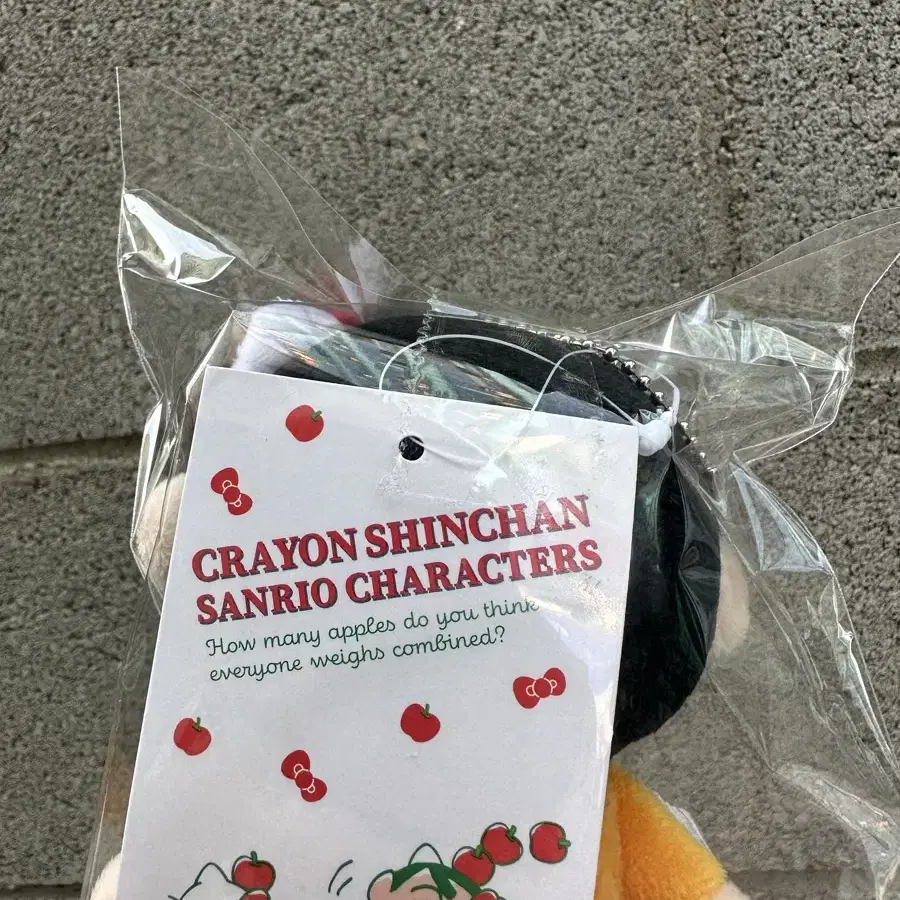 CRAYON SHINCHAN
SANRIO CHARACTERS
How many apples do you think
everyone weighs combined?